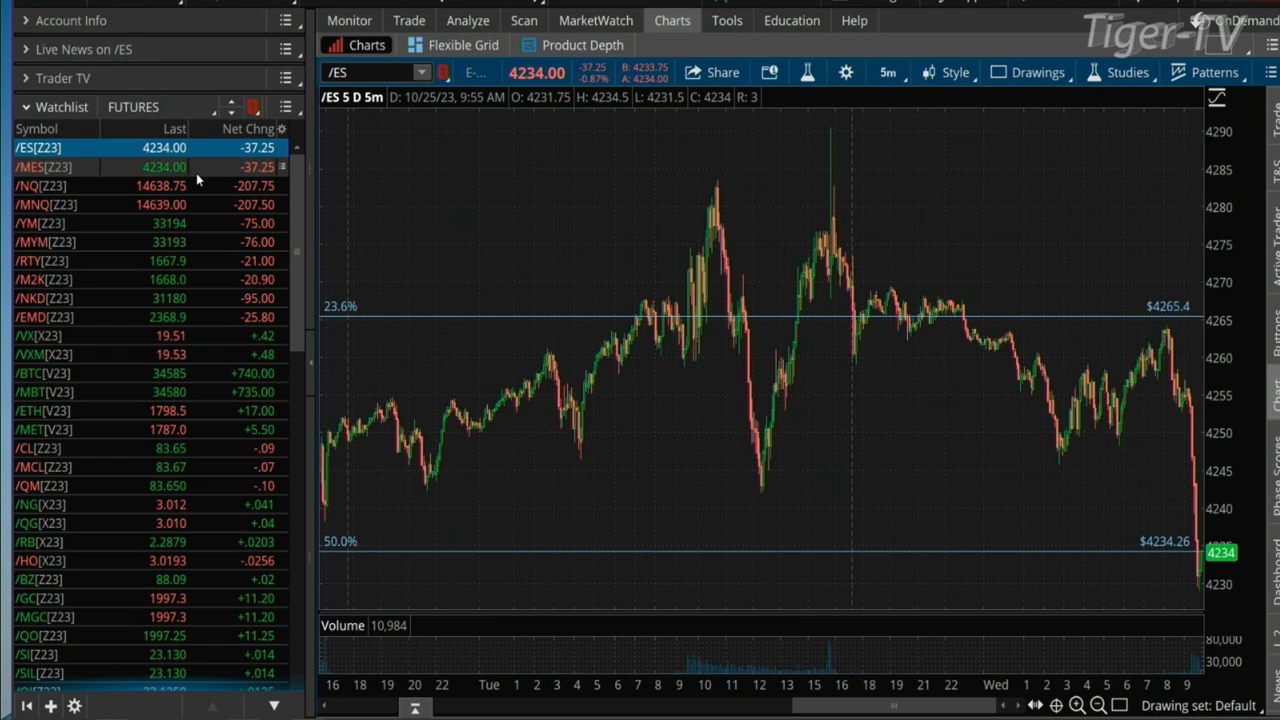 Account Info
Live News on /ES
Trader TV
Watchlist FUTURES
Symbol Last Net Chng
/ES[Z23] 4234.00 -37.25
/MES[Z23] 4234.00 -37.25
/NQ[Z23] 14638.75 -207.75
/MNQ[Z23] 14639.00 -207.50
/YM[Z23] 33194 -75.00
/MYM[Z23] 33193 -76.00
/RTY[Z23] 1667.9 -21.00
/M2K[Z23] 1668.0 -20.90
/NKD[Z23] 31180 -95.00
/EMD[Z23] 2368.9 -25.80
/VX[X23] 19.51 +.42
/VXM[X23] 19.53 +.48
/BTC[V23] 34585 +740.00
/MBT[V23] 34580 +735.00
/ETH[V23] 1798.5 +17.00
/MET[V23] 1787.0 +5.50
/CL[Z23] 83.65 -.09
/MCL[Z23] 83.67 -.07
/QM[Z23] 83.650 -.10
/NG[X23] 3.012 +.041
/QG[X23] 3.010 +.04
/RB[X23] 2.2879 +.0203
/HO[X23] 3.0193 -.0256
/BZ[Z23] 88.09 +.02
/GC[Z23] 1997.3 +11.20
/MGC[Z23] 1997.3 +11.20
/QO[Z23] 1997.25 +11.25
/SI[Z23] 23.130 +.014
/SIL[Z23] 23.130 +.014
Monitor Trade Analyze Scan MarketWatch Charts Tools Education Help
Tiger-TV
OnDemand
Charts Flexible Grid Product Depth
/ES E-... 4234.00 -37.25 -0.87% B: 4233.75 A: 4234.00 Share 5m Style Drawings Studies Patterns
/ES 5 D 5m D: 10/25/23, 9:55 AM O: 4231.75 H: 4234.5 L: 4231.5 C: 4234 R: 3
4290
4285
4280
4275
4270
23.6% $4265.4
4265
4260
4255
4250
4245
4240
50.0% $4234.26
4234
4230
Volume 10,984
80,000
30,000
16 18 19 20 22 Tue 1 2 3 4 5 6 7 8 9 10 11 12 13 14 16 18 19 21 22 Wed 1 2 3 4 5 6 7 8 9
Drawing set: Default
Trade
T&S
Active Trader
Buttons
Chart
Phase Scores
Dashboard
L 2
News